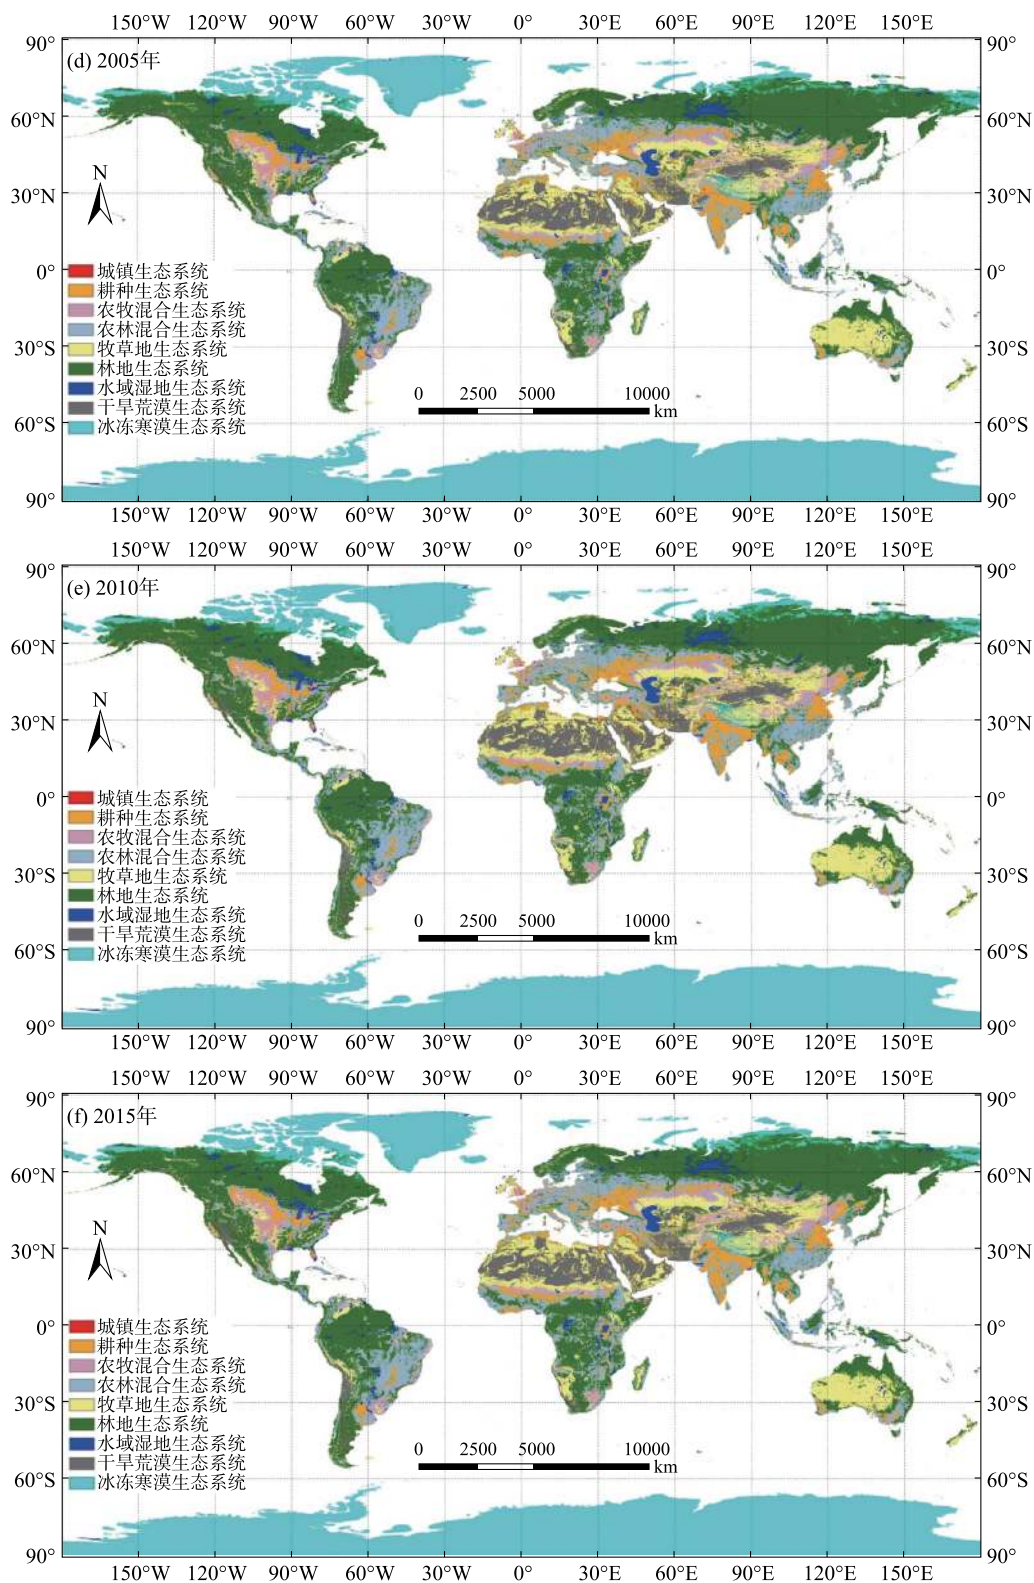 150°W 120°W 90°W 60°W 30°W 0° 30°E 60°E 90°E 120°E 150°E
90° 90°
(d) 2005年
60°N 60°N
N
30°N 30°N
0° 0°
城镇生态系统
耕种生态系统
农牧混合生态系统
农林混合生态系统
牧草地生态系统
林地生态系统
水域湿地生态系统
干旱荒漠生态系统
冰冻寒漠生态系统
30°S 30°S
0 2500 5000 10000
km
60°S 60°S
90° 90°
150°W 120°W 90°W 60°W 30°W 0° 30°E 60°E 90°E 120°E 150°E
150°W 120°W 90°W 60°W 30°W 0° 30°E 60°E 90°E 120°E 150°E
90° 90°
(e) 2010年
60°N 60°N
N
30°N 30°N
0° 0°
城镇生态系统
耕种生态系统
农牧混合生态系统
农林混合生态系统
牧草地生态系统
林地生态系统
水域湿地生态系统
干旱荒漠生态系统
冰冻寒漠生态系统
30°S 30°S
0 2500 5000 10000
km
60°S 60°S
90° 90°
150°W 120°W 90°W 60°W 30°W 0° 30°E 60°E 90°E 120°E 150°E
150°W 120°W 90°W 60°W 30°W 0° 30°E 60°E 90°E 120°E 150°E
90° 90°
(f) 2015年
60°N 60°N
N
30°N 30°N
0° 0°
城镇生态系统
耕种生态系统
农牧混合生态系统
农林混合生态系统
牧草地生态系统
林地生态系统
水域湿地生态系统
干旱荒漠生态系统
冰冻寒漠生态系统
30°S 30°S
0 2500 5000 10000
km
60°S 60°S
90° 90°
150°W 120°W 90°W 60°W 30°W 0° 30°E 60°E 90°E 120°E 150°E